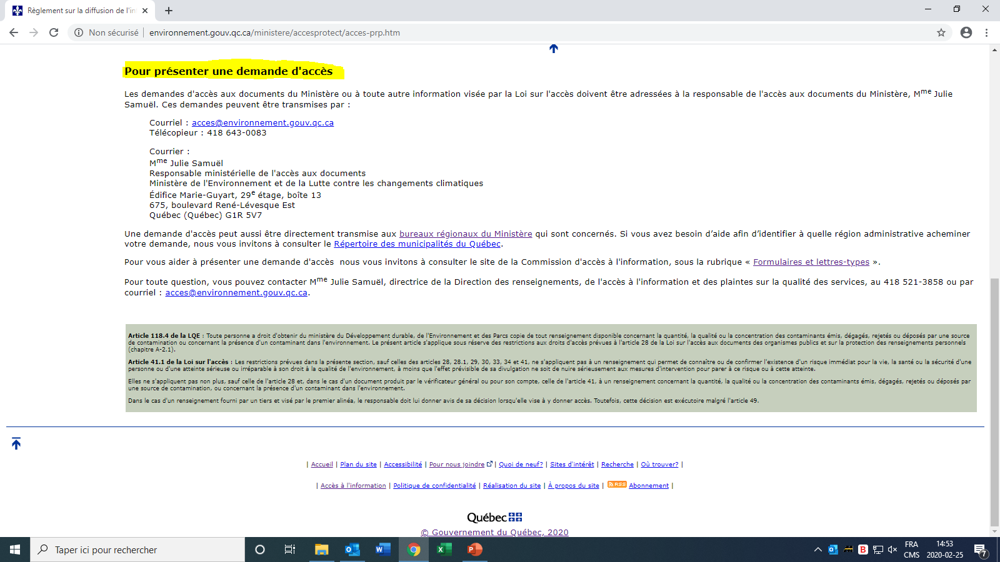 Règlement sur la diffusion de l'in
Non sécurisé | environnement.gouv.qc.ca/ministere/accesprotect/acces-prp.htm
Pour présenter une demande d'accès
Les demandes d'accès aux documents du Ministère ou à toute autre information visée par la Loi sur l'accès doivent être adressées à la responsable de l'accès aux documents du Ministère, Mme Julie
Samuël. Ces demandes peuvent être transmises par :
Courriel : acces@environnement.gouv.qc.ca
Télécopieur : 418 643-0083
Courrier :
Mme Julie Samuël
Responsable ministérielle de l'accès aux documents
Ministère de l'Environnement et de la Lutte contre les changements climatiques
Édifice Marie-Guyart, 29e étage, boîte 13
675, boulevard René-Lévesque Est
Québec (Québec) G1R 5V7
Une demande d'accès peut aussi être directement transmise aux bureaux régionaux du Ministère qui sont concernés. Si vous avez besoin d’aide afin d’identifier à quelle région administrative acheminer
votre demande, nous vous invitons à consulter le Répertoire des municipalités du Québec.
Pour vous aider à présenter une demande d'accès nous vous invitons à consulter le site de la Commission d'accès à l'information, sous la rubrique « Formulaires et lettres-types ».
Pour toute question, vous pouvez contacter Mme Julie Samuël, directrice de la Direction des renseignements, de l'accès à l'information et des plaintes sur la qualité des services, au 418 521-3858 ou par
courriel : acces@environnement.gouv.qc.ca.
Article 118.4 de la LQE : Toute personne a droit d'obtenir du ministère du Développement durable, de l'Environnement et des Parcs copie de tout renseignement disponible concernant la quantité, la qualité ou la concentration des contaminants émis, dégagés, rejetés ou déposés par une source
de contamination ou concernant la présence d'un contaminant dans l'environnement. Le présent article s'applique sous réserve des restrictions aux droits d'accès prévues à l'article 28 de la Loi sur l'accès aux documents des organismes publics et sur la protection des renseignements personnels
(chapitre A-2.1).
Article 41.1 de la Loi sur l'accès : Les restrictions prévues dans la présente section, sauf celles des articles 28, 28.1, 29, 30, 33, 34 et 41, ne s'appliquent pas à un renseignement qui permet de connaître ou de confirmer l'existence d'un risque immédiat pour la vie, la santé ou la sécurité d'une
personne ou d'une atteinte sérieuse ou irréparable à son droit à la qualité de l'environnement, à moins que l'effet prévisible de sa divulgation ne soit de nuire sérieusement aux mesures d'intervention pour parer à ce risque ou à cette atteinte.
Elles ne s'appliquent pas non plus, sauf celle de l'article 28 et, dans le cas d'un document produit par le vérificateur général ou pour son compte, celle de l'article 41, à un renseignement concernant la quantité, la qualité ou la concentration des contaminants émis, dégagés, rejetés ou déposés par
une source de contamination, ou concernant la présence d'un contaminant dans l'environnement.
Dans le cas d'un renseignement fourni par un tiers et visé par le premier alinéa, le responsable doit lui donner avis de sa décision lorsqu'elle vise à y donner accès. Toutefois, cette décision est exécutoire malgré l'article 49.
| Accueil | Plan du site | Accessibilité | Pour nous joindre | Quoi de neuf? | Sites d'intérêt | Recherche | Où trouver? |
| Accès à l'information | Politique de confidentialité | Réalisation du site | À propos du site | RSS Abonnement |
Québec
© Gouvernement du Québec, 2020
Taper ici pour rechercher
FRA
CMS
14:53
2020-02-25
7